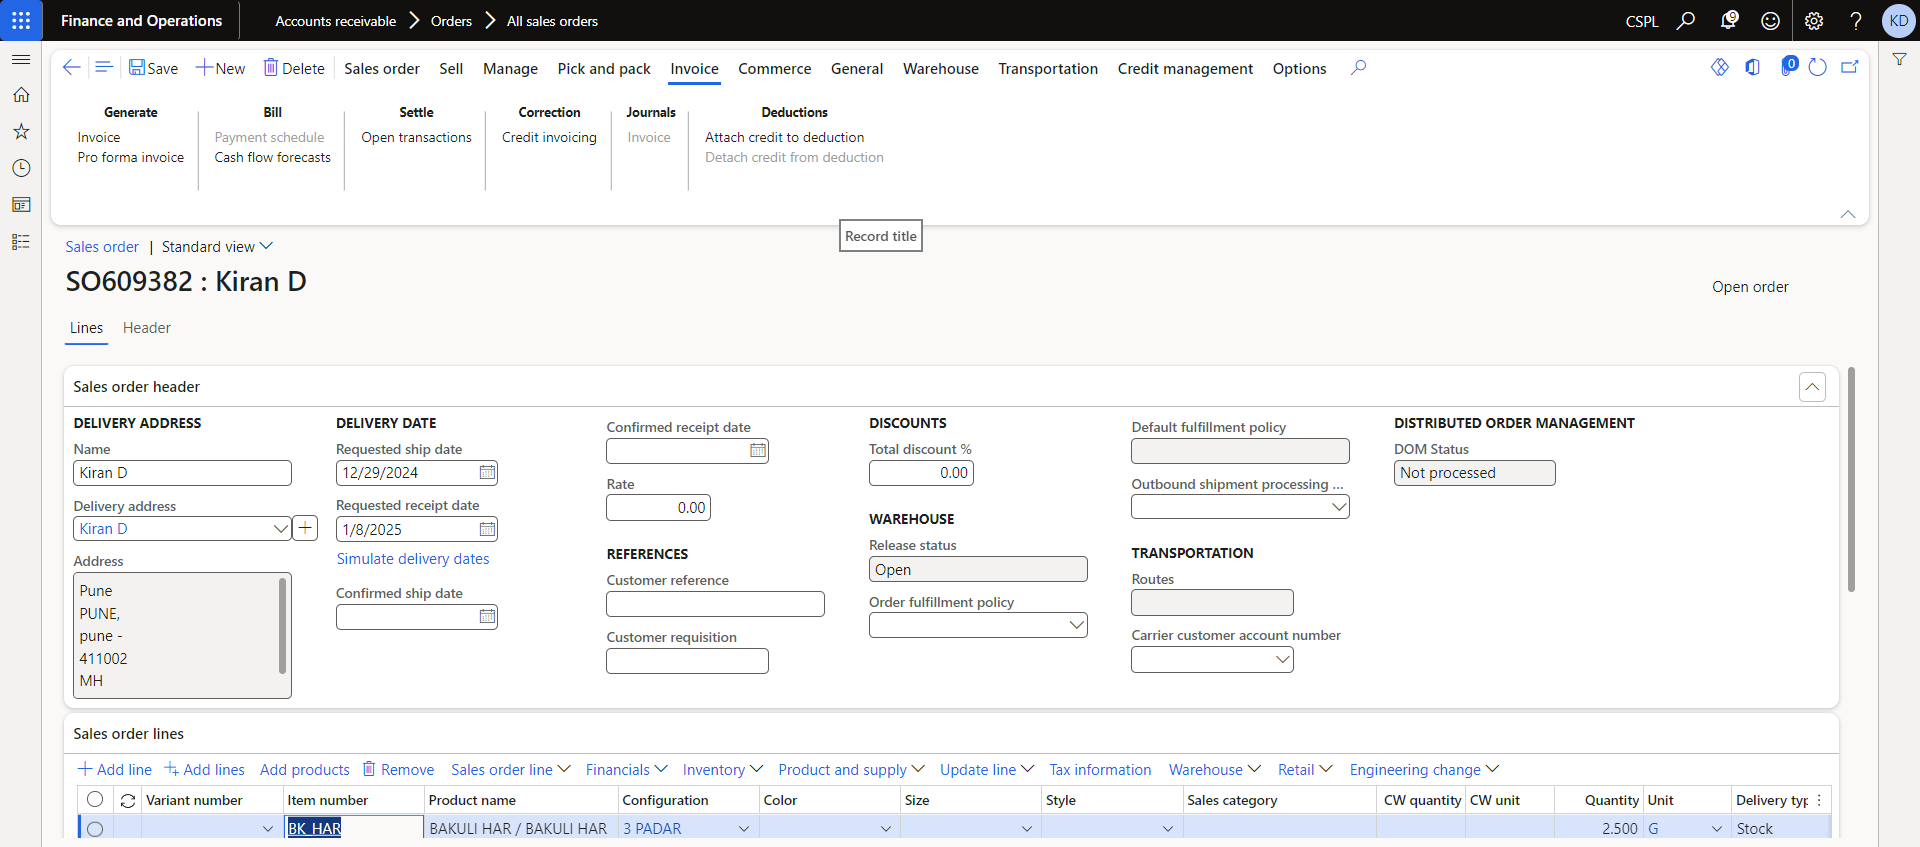 Finance and Operations
Accounts receivable
Orders
All sales orders
CSPL
9
KD
Save
New
Delete
Sales order
Sell
Manage
Pick and pack
Invoice
Commerce
General
Warehouse
Transportation
Credit management
Options
0
Generate
Invoice
Pro forma invoice
Bill
Payment schedule
Cash flow forecasts
Settle
Open transactions
Correction
Credit invoicing
Journals
Invoice
Deductions
Attach credit to deduction
Detach credit from deduction
Record title
Sales order | Standard view
SO609382 : Kiran D
Open order
Lines
Header
Sales order header
DELIVERY ADDRESS
Name
Kiran D
Delivery address
Kiran D
Address
Pune
PUNE,
pune -
411002
MH
DELIVERY DATE
Requested ship date
12/29/2024
Requested receipt date
1/8/2025
Simulate delivery dates
Confirmed ship date
Confirmed receipt date
Rate
0.00
REFERENCES
Customer reference
Customer requisition
DISCOUNTS
Total discount %
0.00
WAREHOUSE
Release status
Open
Order fulfillment policy
Default fulfillment policy
Outbound shipment processing ...
TRANSPORTATION
Routes
Carrier customer account number
DISTRIBUTED ORDER MANAGEMENT
DOM Status
Not processed
Sales order lines
Add line
Add lines
Add products
Remove
Sales order line
Financials
Inventory
Product and supply
Update line
Tax information
Warehouse
Retail
Engineering change
Variant number
Item number
Product name
Configuration
Color
Size
Style
Sales category
CW quantity
CW unit
Quantity
Unit
Delivery typ
BK_HAR
BAKULI HAR / BAKULI HAR
3 PADAR
2.500
G
Stock